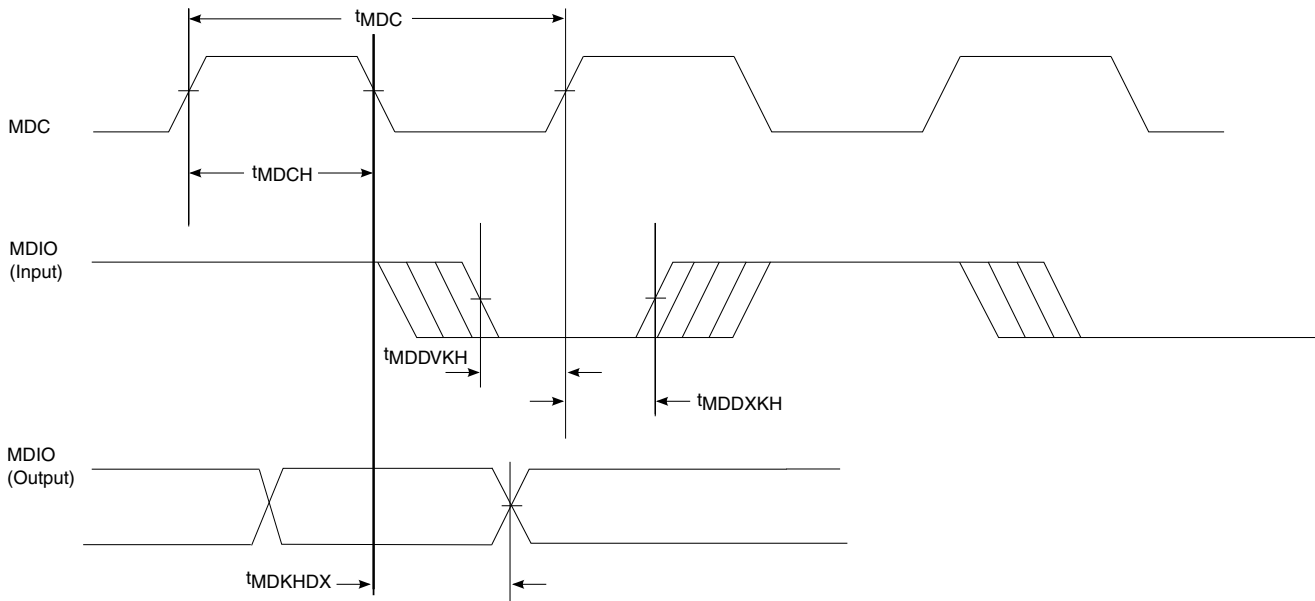 tMDC
MDC
tMDCH
MDIO
(Input)
tMDDVKH
tMDDXKH
MDIO
(Output)
tMDKHDX